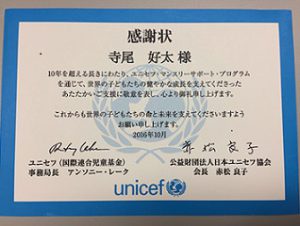 感謝状
寺尾 好太 様
10年を超える長きにわたり、ユニセフ・マンスリーサポート・プログラム
を通じて、世界の子どもたちの健やかな成長を支えてくださった
あたたかいご支援に敬意を表し、心より御礼申し上げます。
これからも世界の子どもたちの命と未来を支えてくださいますよう
お願い申し上げます。
2016年10月
赤松良子
ユニセフ(国際連合児童基金)
事務局長 アンソニー・レーク
公益財団法人日本ユニセフ協会
会長 赤松 良子
unicef